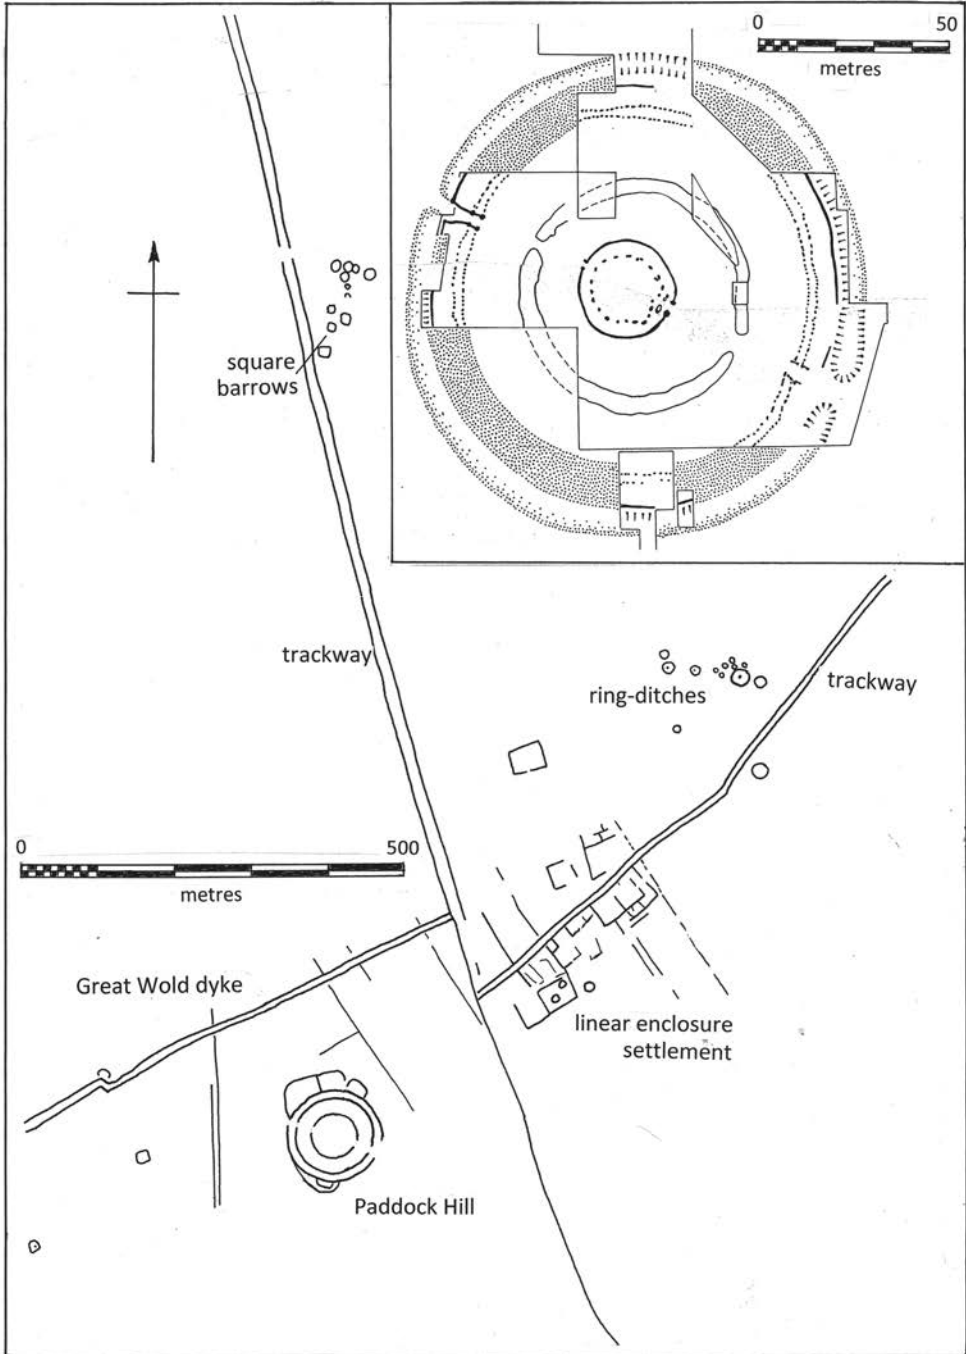 0 50
metres
square
barrows
trackway
ring-ditches
trackway
0 500
metres
Great Wold dyke
linear enclosure
settlement
Paddock Hill